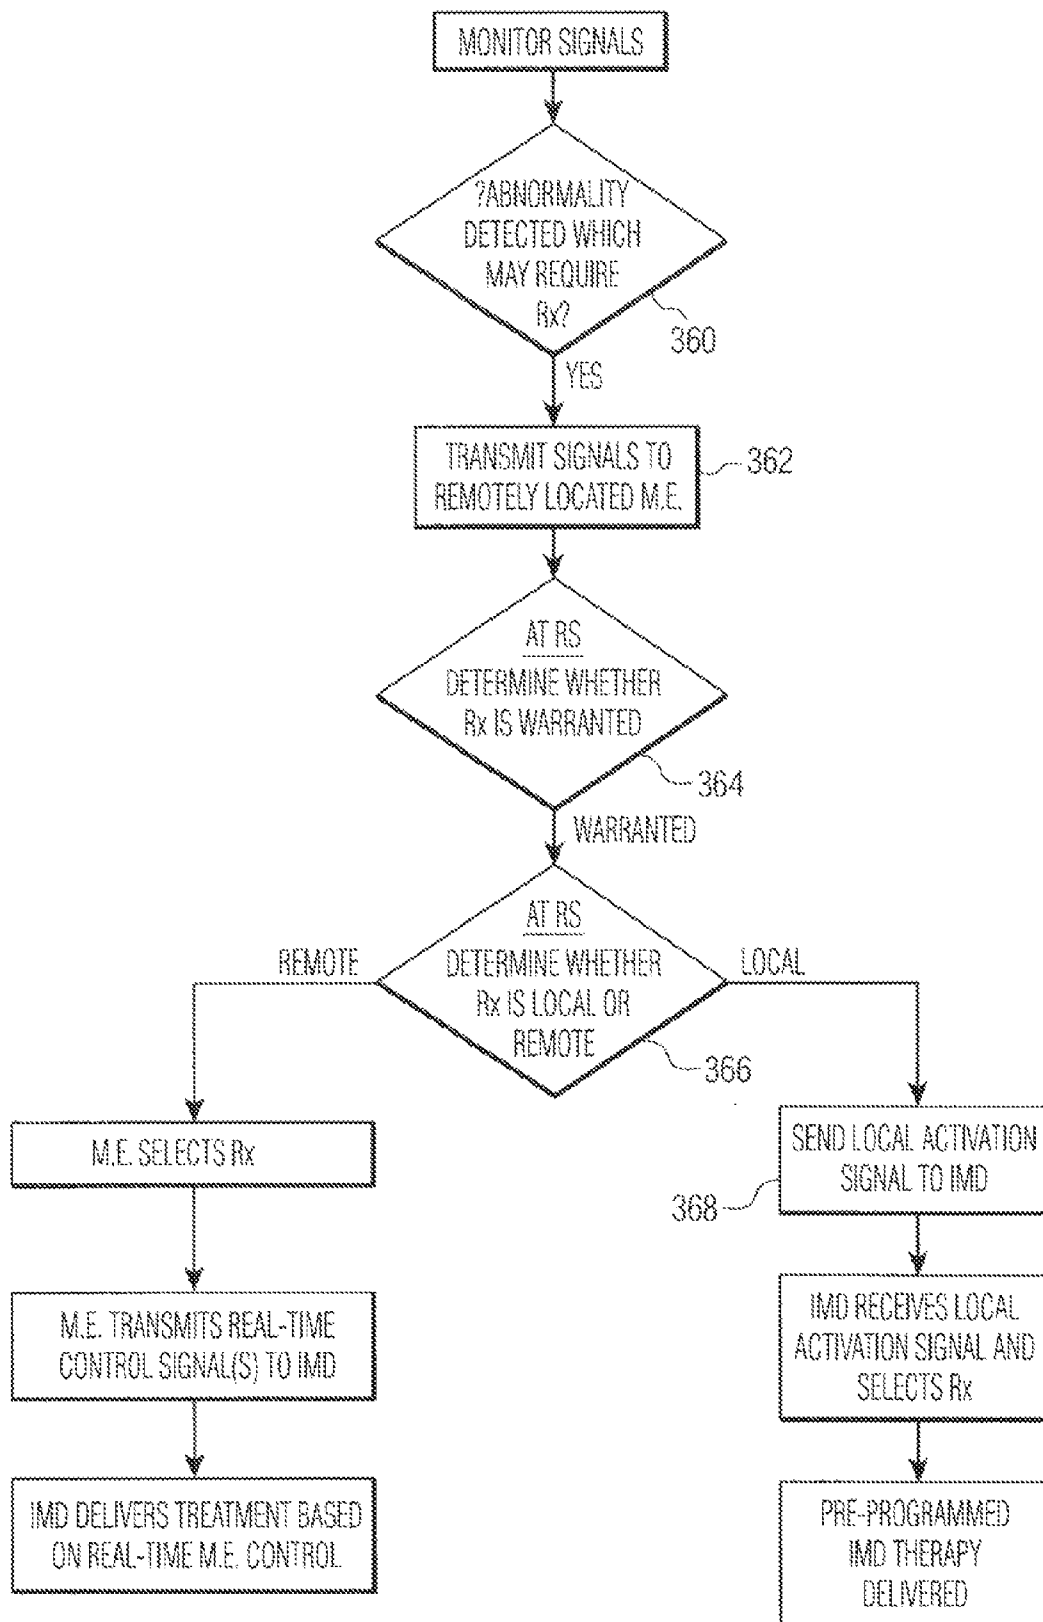 MONITOR SIGNALS
?ABNORMALITY
DETECTED WHICH
MAY REQUIRE
Rx?
360
YES
TRANSMIT SIGNALS TO
REMOTELY LOCATED M.E.
362
AT RS
DETERMINE WHETHER
Rx IS WARRANTED
364
WARRANTED
AT RS
DETERMINE WHETHER
Rx IS LOCAL OR
REMOTE
366
REMOTE
LOCAL
M.E. SELECTS Rx
M.E. TRANSMITS REAL-TIME
CONTROL SIGNAL(S) TO IMD
IMD DELIVERS TREATMENT BASED
ON REAL-TIME M.E. CONTROL
SEND LOCAL ACTIVATION
SIGNAL TO IMD
368
IMD RECEIVES LOCAL
ACTIVATION SIGNAL AND
SELECTS Rx
PRE-PROGRAMMED
IMD THERAPY
DELIVERED